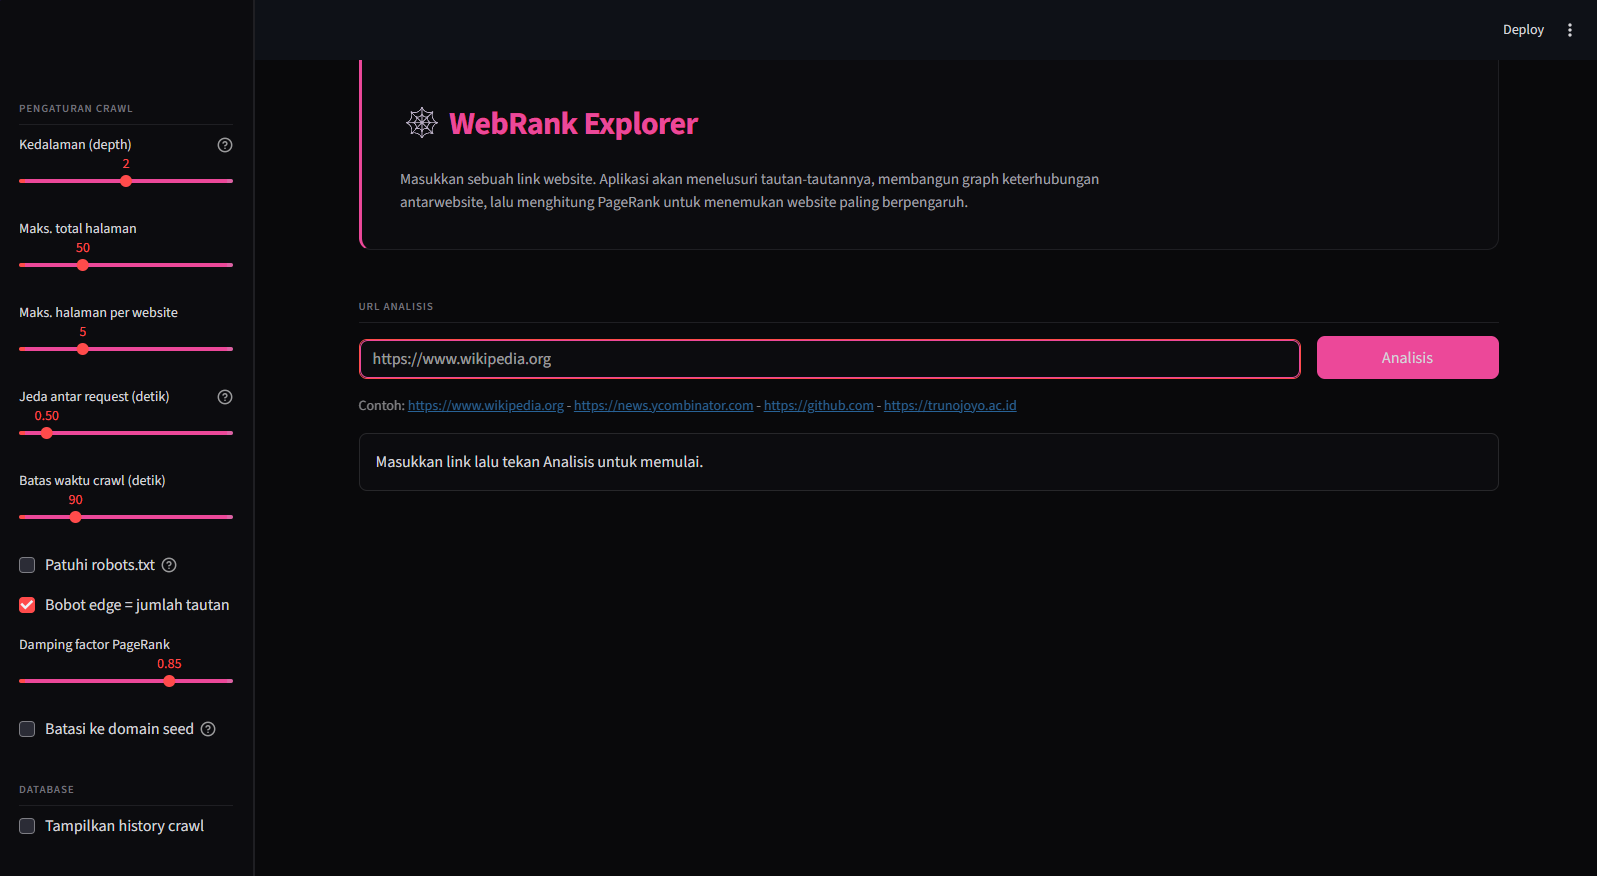 Deploy
PENGATURAN CRAWL
Kedalaman (depth)
2
Maks. total halaman
50
Maks. halaman per website
5
Jeda antar request (detik)
0.50
Batas waktu crawl (detik)
90
Patuhi robots.txt
Bobot edge = jumlah tautan
Damping factor PageRank
0.85
Batasi ke domain seed
DATABASE
Tampilkan history crawl
WebRank Explorer
Masukkan sebuah link website. Aplikasi akan menelusuri tautan-tautannya, membangun graph keterhubungan
antarwebsite, lalu menghitung PageRank untuk menemukan website paling berpengaruh.
URL ANALISIS
https://www.wikipedia.org
Analisis
Contoh: https://www.wikipedia.org - https://news.ycombinator.com - https://github.com - https://trunojoyo.ac.id
Masukkan link lalu tekan Analisis untuk memulai.